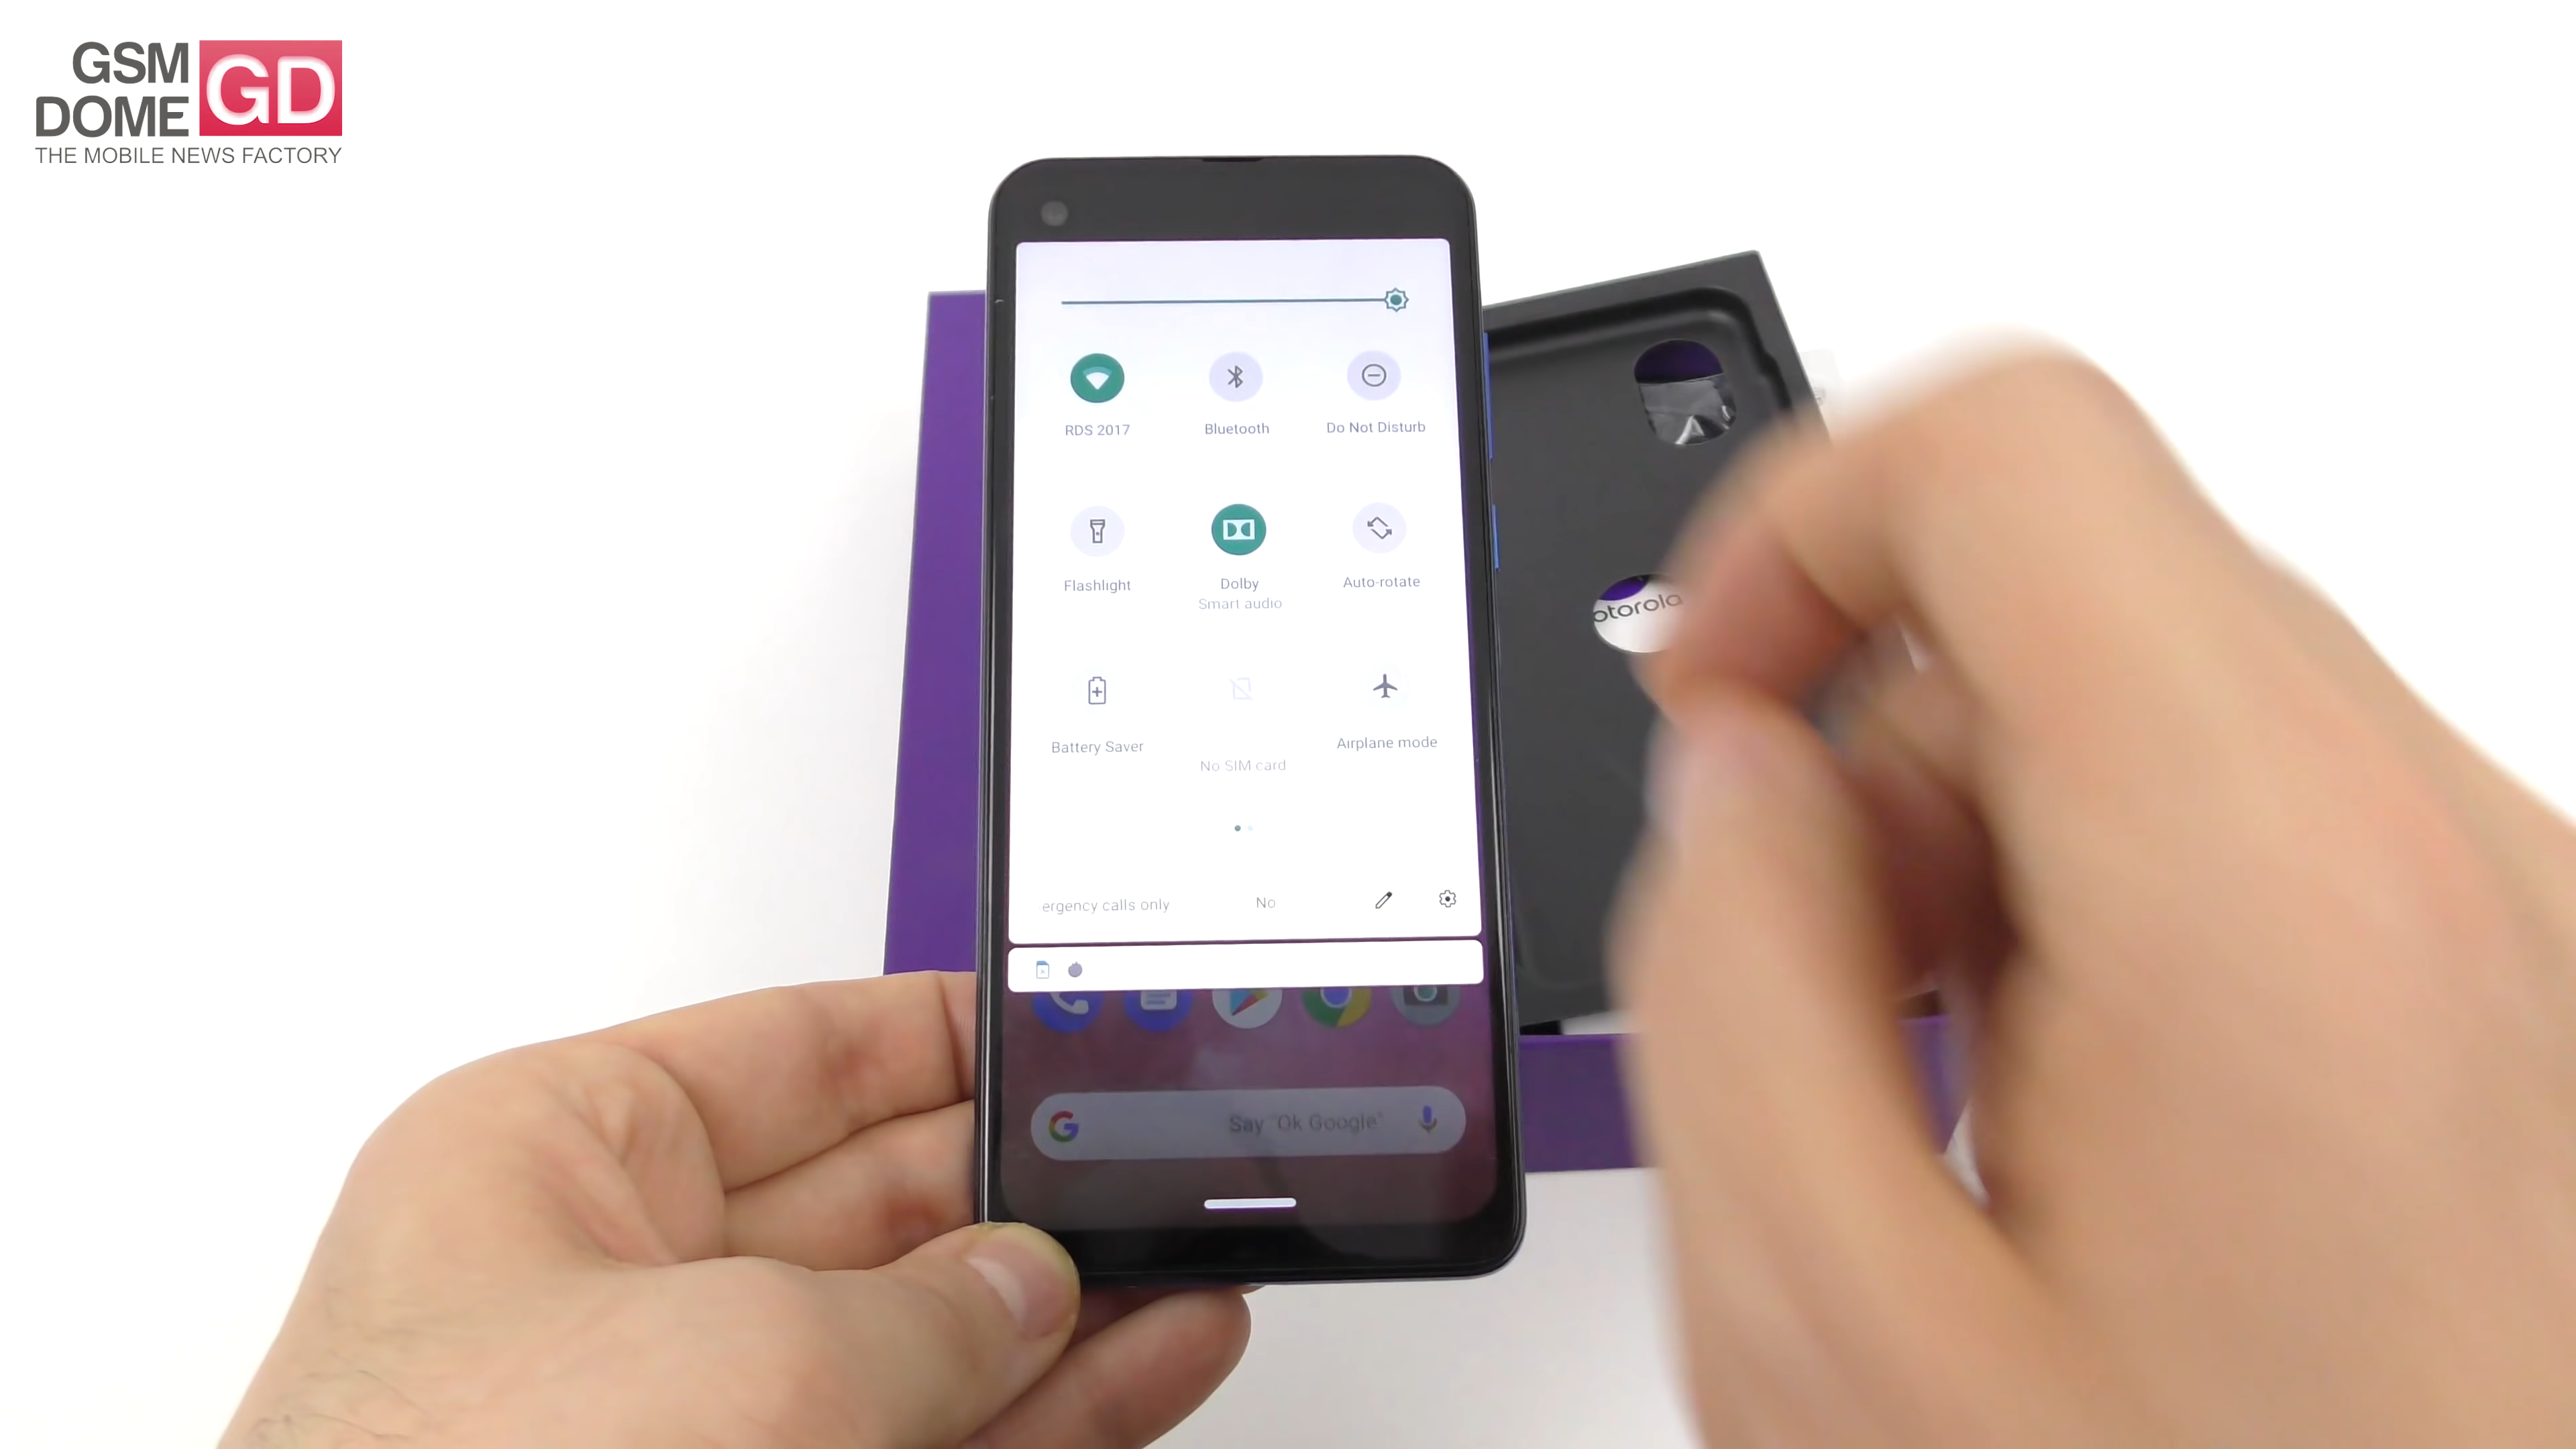 GSM
DOME
GD
THE MOBILE NEWS FACTORY
RDS 2017
Bluetooth
Do Not Disturb
Flashlight
Dolby
Smart audio
Auto-rotate
otorola
Battery Saver
No SIM card
Airplane mode
ergency calls only
No
G
Say "Ok Google"